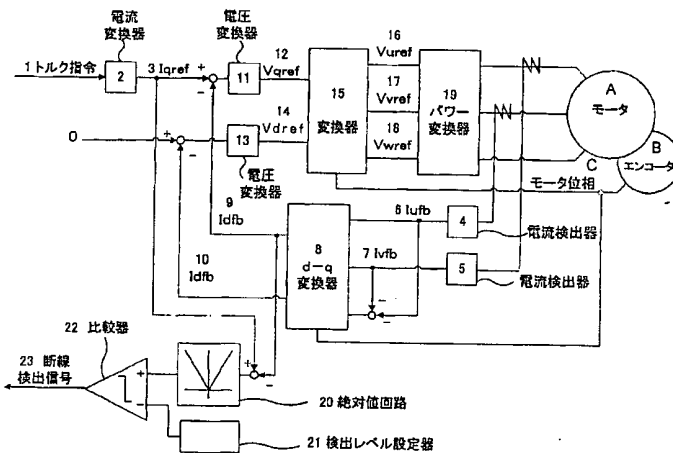 電流
変換器
電圧
変換器
1トルク指令
2
3 Iqref
+
−
11
12
Vqref
16
Vuref
15
変換器
17
Vvref
18
Vwref
19
パワー
変換器
A
モータ
B
エンコータ
C
モータ位相
0
+
−
13
14
Vdref
電圧
変換器
9
Idfb
10
Idfb
8
d−q
変換器
6 Iufb
4
電流検出器
7 Ivfb
5
電流検出器
−
−
22 比較器
23 断線
検出信号
+
−
+
−
20 絶対値回路
21 検出レベル設定器